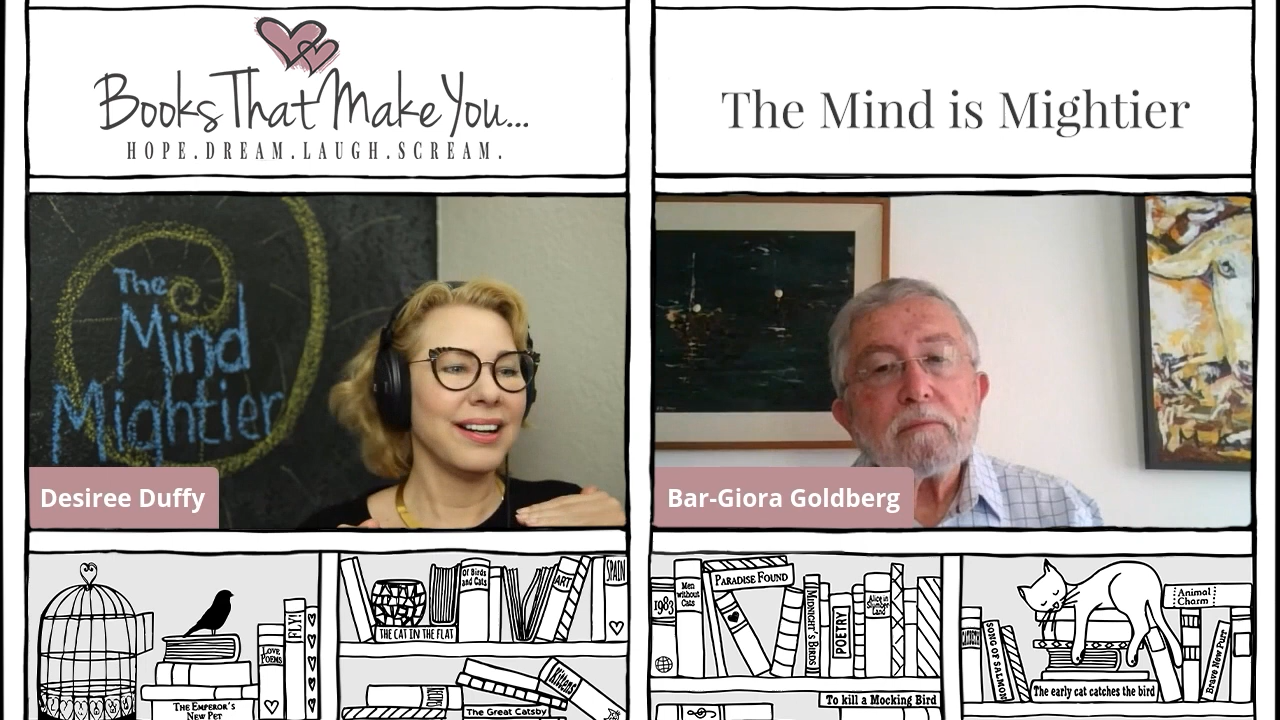 Books That Make You...
HOPE.DREAM.LAUGH.SCREAM.
The Mind is Mightier
The
Mind
Mightier
Desiree Duffy
Bar-Giora Goldberg
FLY!
LOVE
POEMS
THE EMPEROR'S
NEW PET
Of Birds
and Cats
ART
SPAIN
THE CAT IN THE FLAT
Kittens
The Great Catsby
1983
Men
without
Cats
PARADISE FOUND
MIDNIGHT'S BIRDS
POETRY
Alice in
Slumber
Land
To kill a Mocking Bird
SONG OF SALMON
Animal
Charm
Brave New Purr
The early cat catches the bird